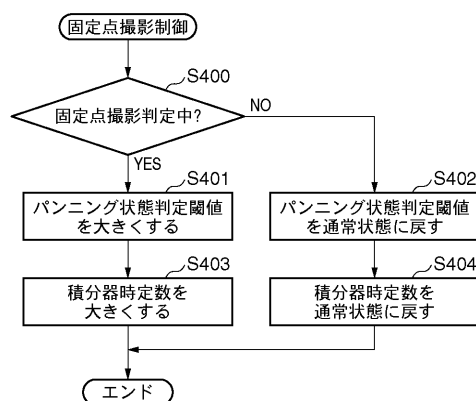 固定点撮影制御
S400
固定点撮影判定中?
NO
YES
S401
パンニング状態判定閾値
を大きくする
S402
パンニング状態判定閾値
を通常状態に戻す
S403
積分器時定数を
大きくする
S404
積分器時定数を
通常状態に戻す
エンド